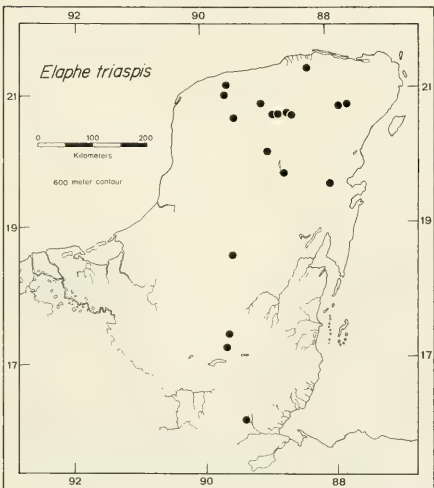 92 90 88
Elaphe triaspis
21 21
0 100 200
Kilometers
600 meter contour
19 19
17 17
92 90 88